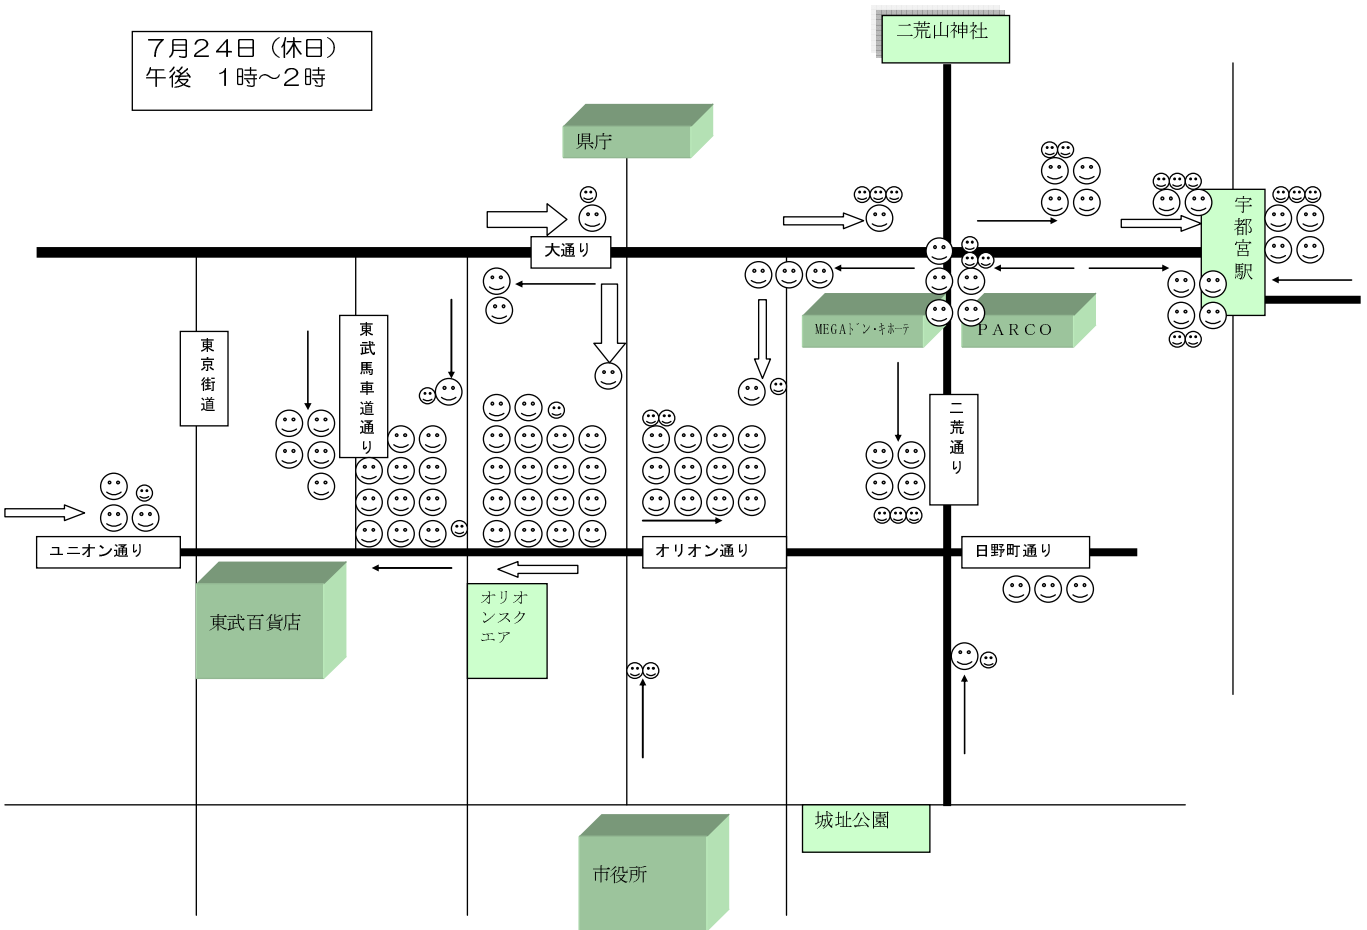 ７月２４日（休日）
午後　１時～２時
二荒山神社
県庁
大通り
宇都宮駅
MEGAドン・キホーテ
ＰＡＲＣＯ
東京街道
東武馬車道通り
二荒通り
ユニオン通り
オリオン通り
日野町通り
東武百貨店
オリオ
ンスク
エア
城址公園
市役所